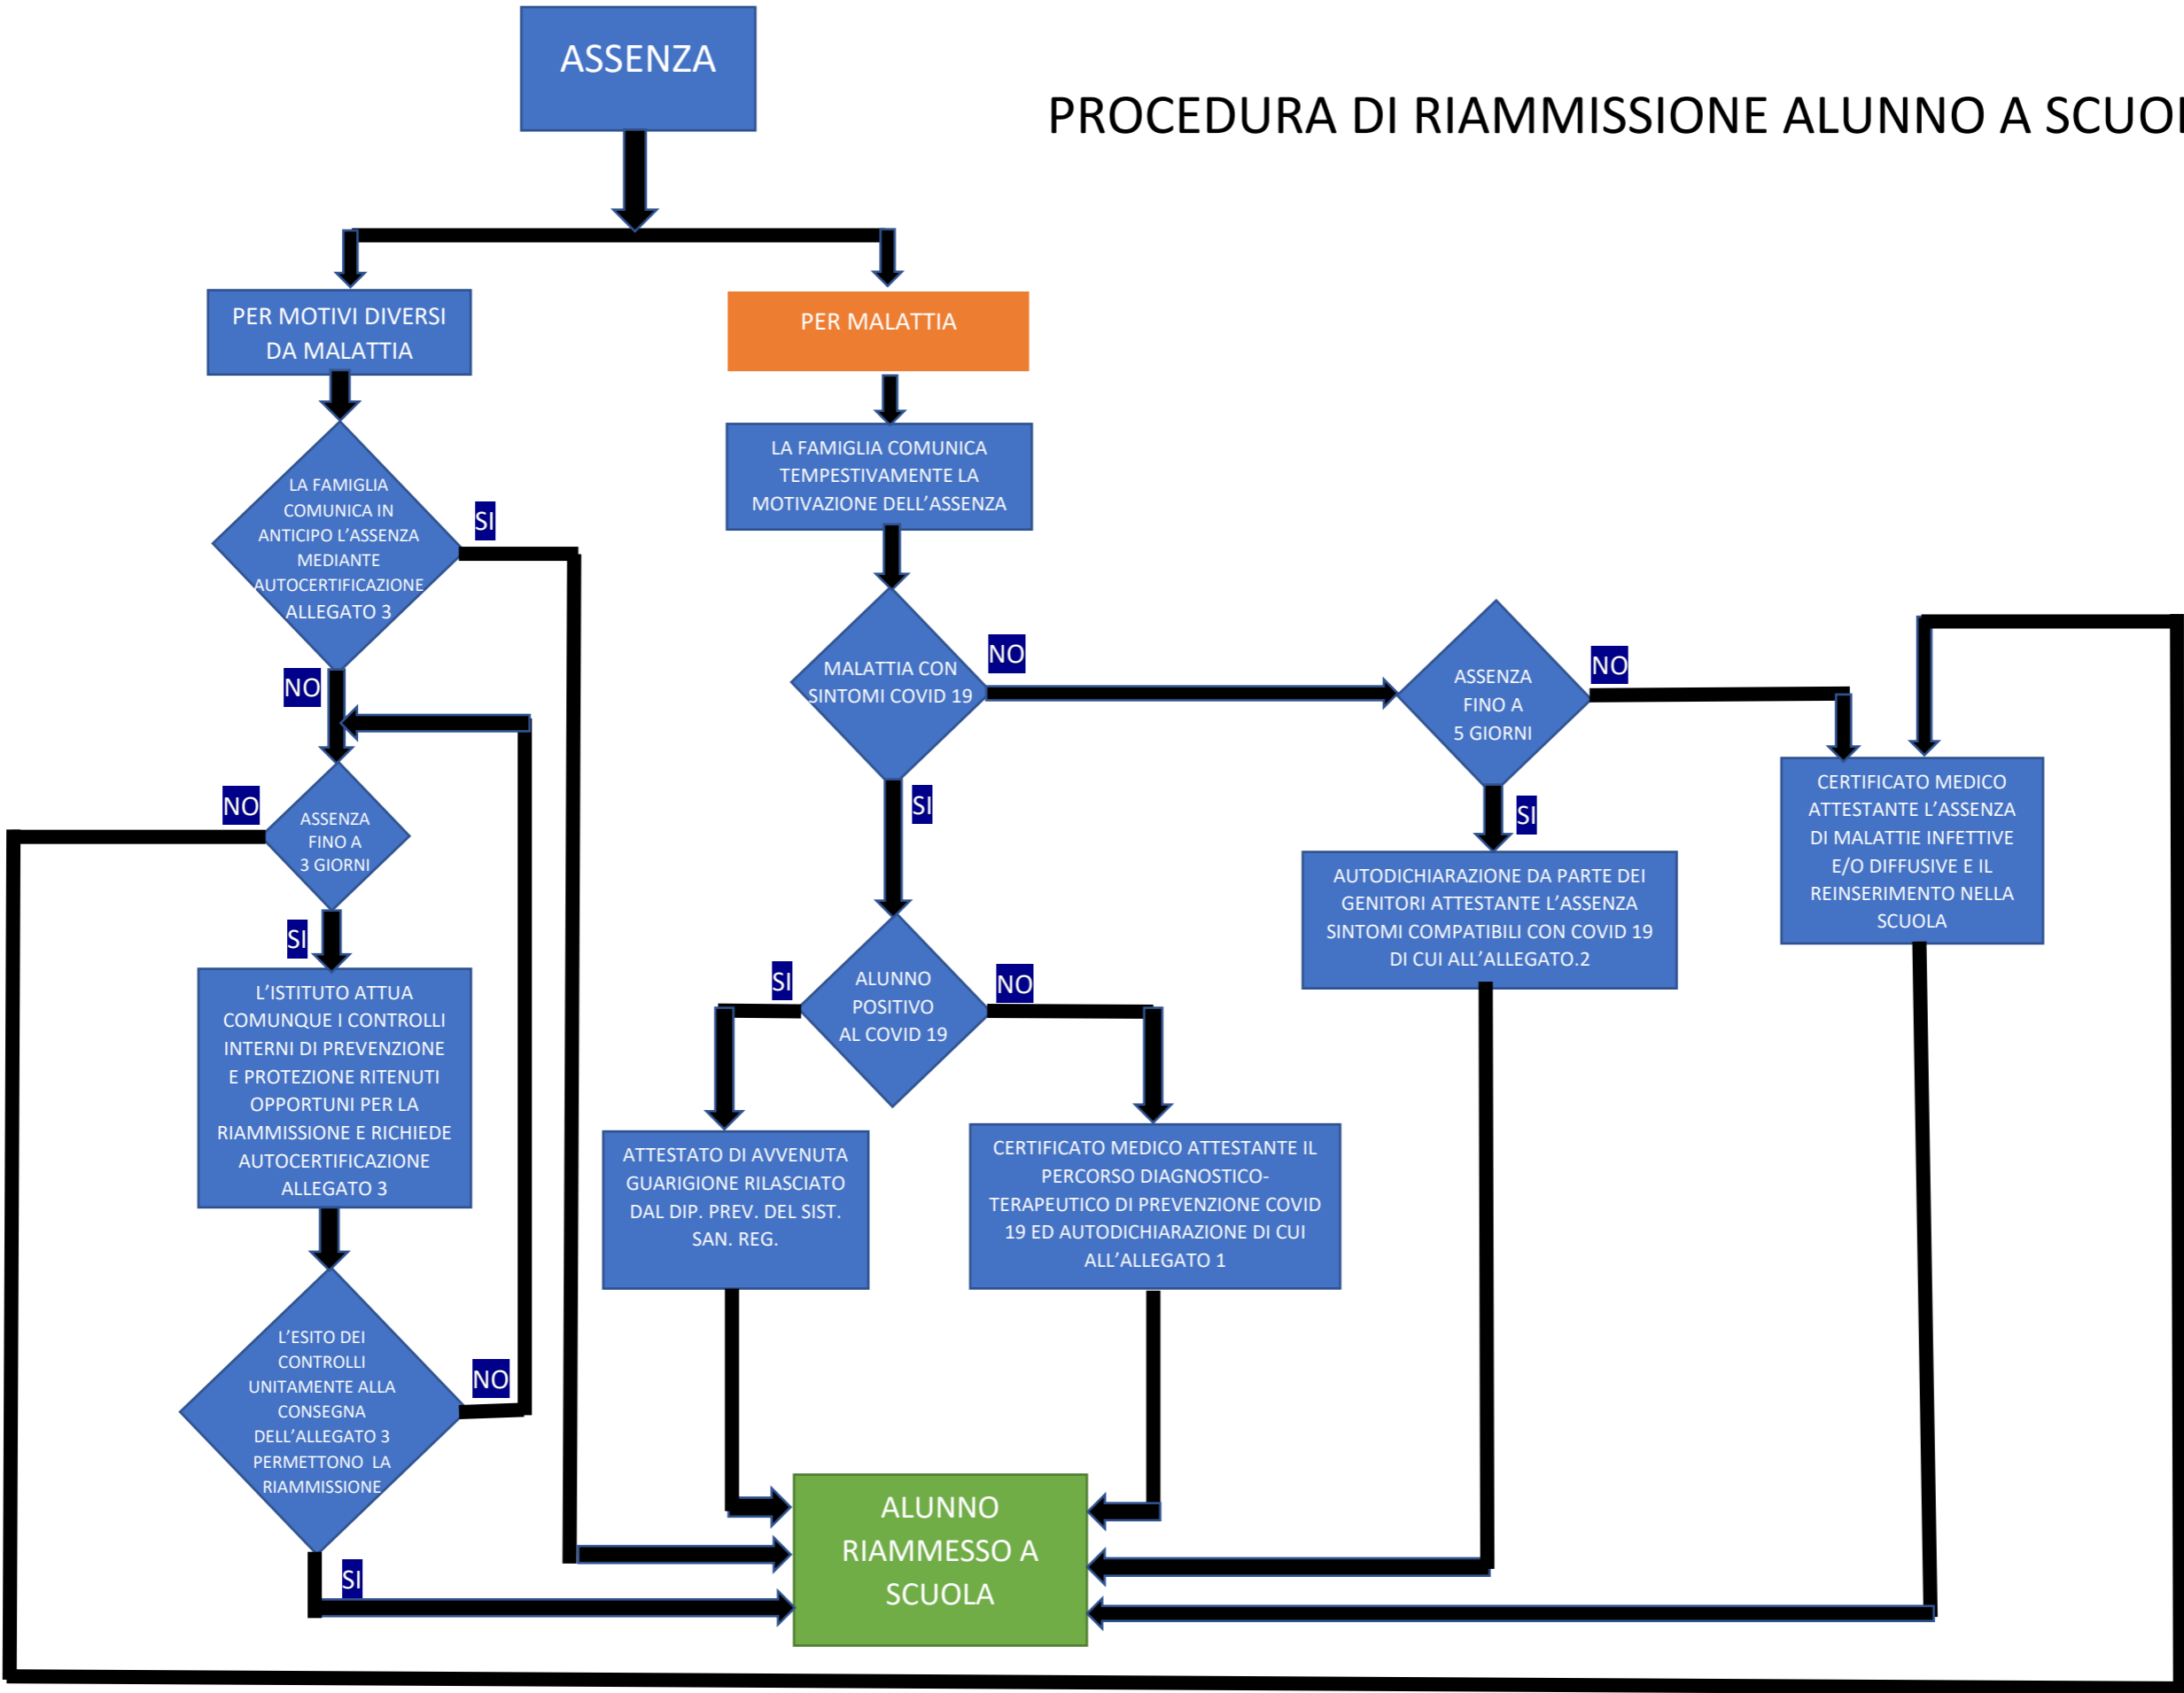 ASSENZA
PROCEDURA DI RIAMMISSIONE ALUNNO A SCUOL
PER MOTIVI DIVERSI
DA MALATTIA
PER MALATTIA
LA FAMIGLIA
COMUNICA IN
ANTICIPO L’ASSENZA
MEDIANTE
AUTOCERTIFICAZIONE
ALLEGATO 3
SI
NO
LA FAMIGLIA COMUNICA
TEMPESTIVAMENTE LA
MOTIVAZIONE DELL’ASSENZA
MALATTIA CON
SINTOMI COVID 19
NO
SI
ASSENZA
FINO A
5 GIORNI
NO
SI
CERTIFICATO MEDICO
ATTESTANTE L’ASSENZA
DI MALATTIE INFETTIVE
E/O DIFFUSIVE E IL
REINSERIMENTO NELLA
SCUOLA
NO
ASSENZA
FINO A
3 GIORNI
SI
AUTODICHIARAZIONE DA PARTE DEI
GENITORI ATTESTANTE L’ASSENZA
SINTOMI COMPATIBILI CON COVID 19
DI CUI ALL’ALLEGATO.2
L’ISTITUTO ATTUA
COMUNQUE I CONTROLLI
INTERNI DI PREVENZIONE
E PROTEZIONE RITENUTI
OPPORTUNI PER LA
RIAMMISSIONE E RICHIEDE
AUTOCERTIFICAZIONE
ALLEGATO 3
SI
ALUNNO
POSITIVO
AL COVID 19
NO
ATTESTATO DI AVVENUTA
GUARIGIONE RILASCIATO
DAL DIP. PREV. DEL SIST.
SAN. REG.
CERTIFICATO MEDICO ATTESTANTE IL
PERCORSO DIAGNOSTICO-
TERAPEUTICO DI PREVENZIONE COVID
19 ED AUTODICHIARAZIONE DI CUI
ALL’ALLEGATO 1
L’ESITO DEI
CONTROLLI
UNITAMENTE ALLA
CONSEGNA
DELL’ALLEGATO 3
PERMETTONO LA
RIAMMISSIONE
NO
SI
ALUNNO
RIAMMESSO A
SCUOLA